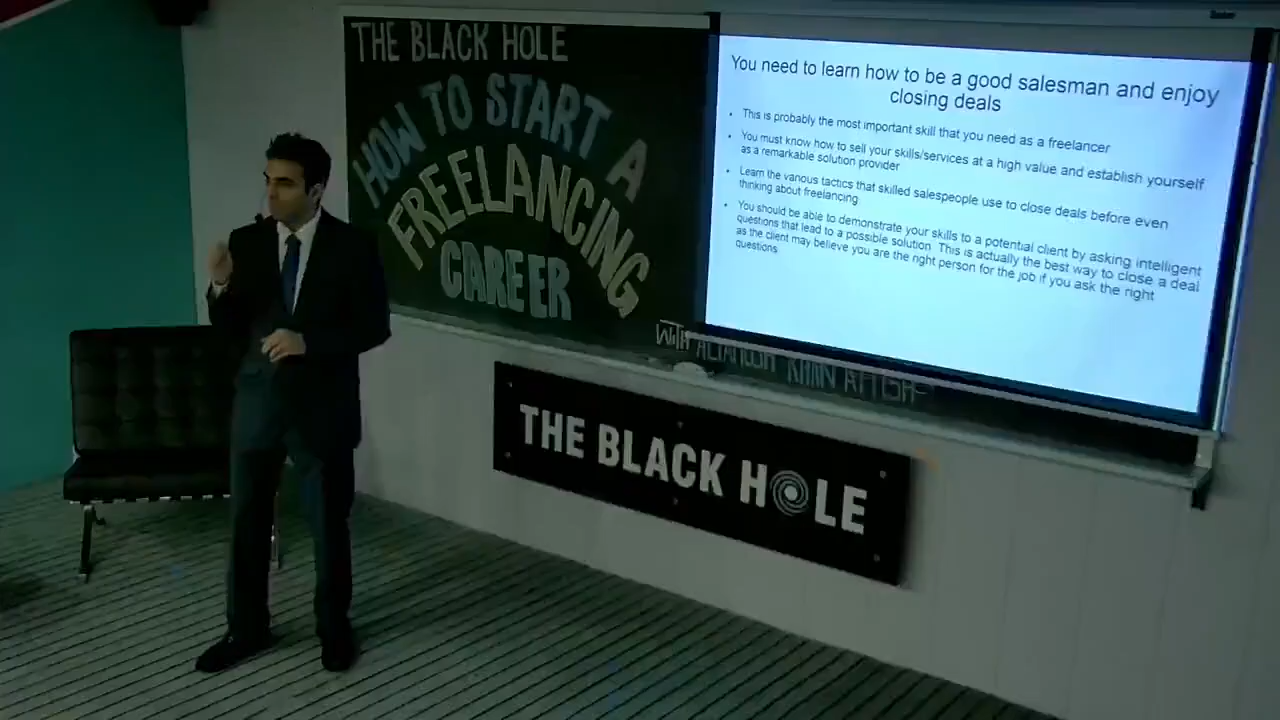 THE BLACK HOLE
HOW TO START A
FREELANCING
CAREER
WITH
KHAN
You need to learn how to be a good salesman and enjoy
closing deals
• This is probably the most important skill that you need as a freelancer
• You must know how to sell your skills/services at a high value and establish yourself
as a remarkable solution provider
• Learn the various tactics that skilled salespeople use to close deals before even
thinking about freelancing
• You should be able to demonstrate your skills to a potential client by asking intelligent
questions that lead to a possible solution. This is actually the best way to close a deal
as the client may believe you are the right person for the job if you ask the right
questions.
THE BLACK HOLE